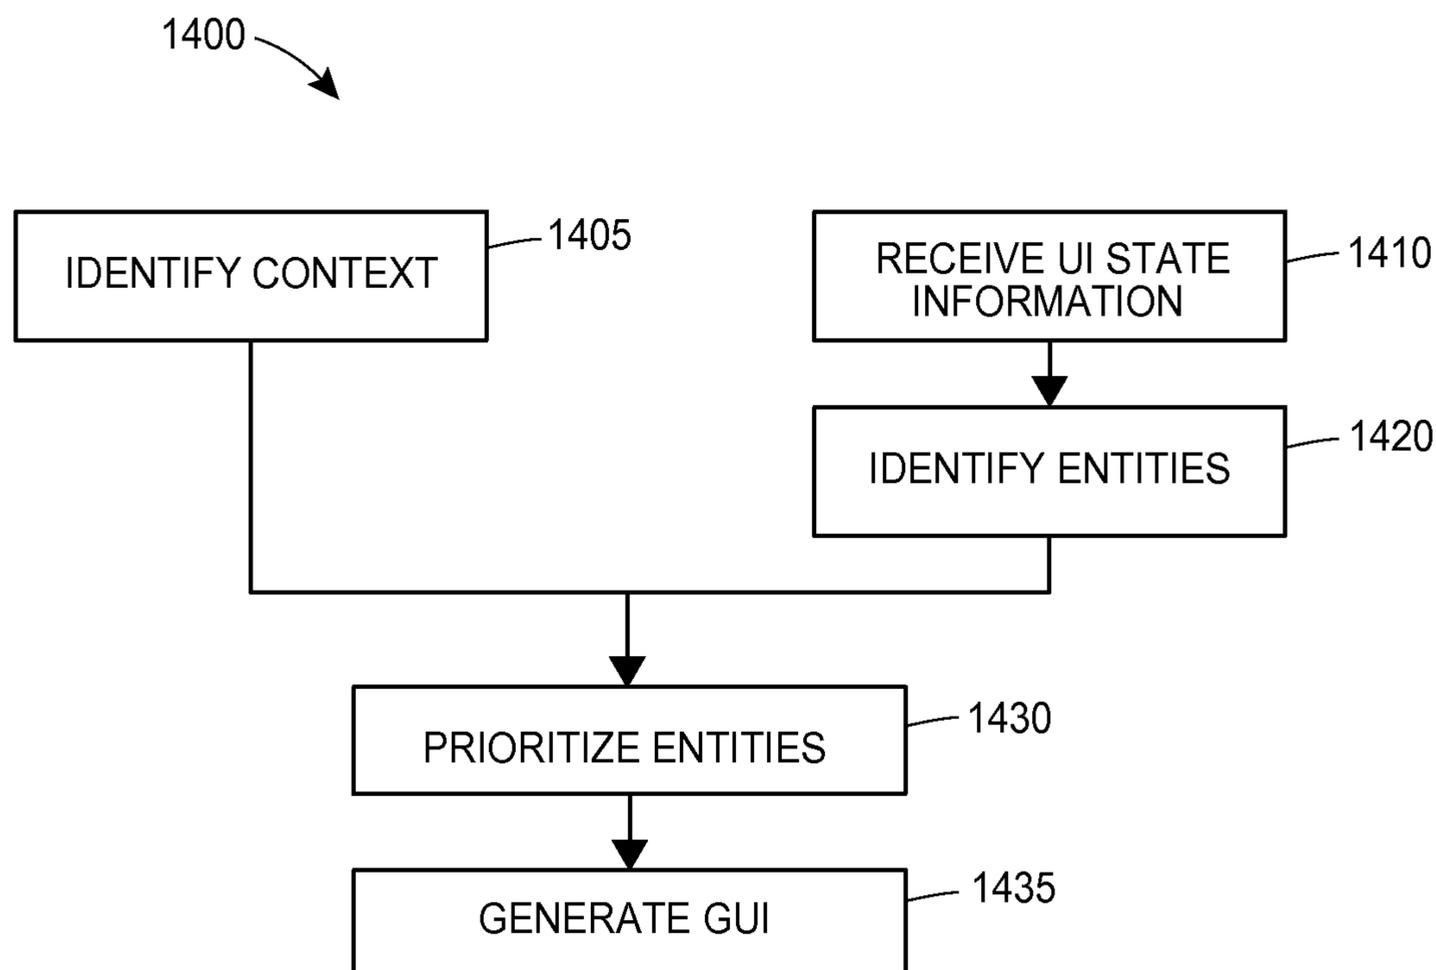 1400
IDENTIFY CONTEXT
1405
RECEIVE UI STATE
INFORMATION
1410
IDENTIFY ENTITIES
1420
PRIORITIZE ENTITIES
1430
GENERATE GUI
1435